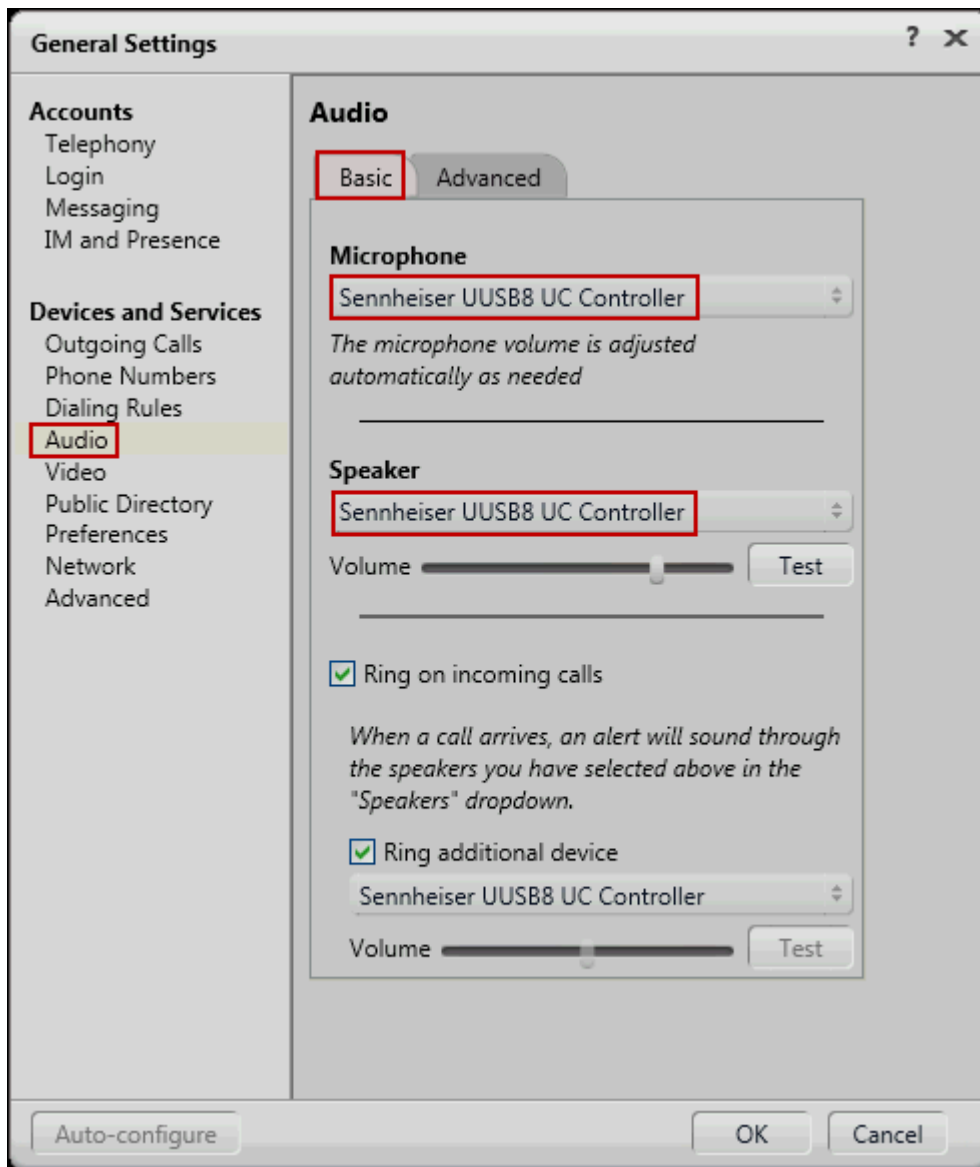 General Settings
?
Accounts
Telephony
Login
Messaging
IM and Presence
Devices and Services
Outgoing Calls
Phone Numbers
Dialing Rules
Audio
Video
Public Directory
Preferences
Network
Advanced
Audio
Basic
Advanced
Microphone
Sennheiser UUSB8 UC Controller
The microphone volume is adjusted
automatically as needed
Speaker
Sennheiser UUSB8 UC Controller
Volume
Test
Ring on incoming calls
When a call arrives, an alert will sound through
the speakers you have selected above in the
"Speakers" dropdown.
Ring additional device
Sennheiser UUSB8 UC Controller
Volume
Test
Auto-configure
OK
Cancel